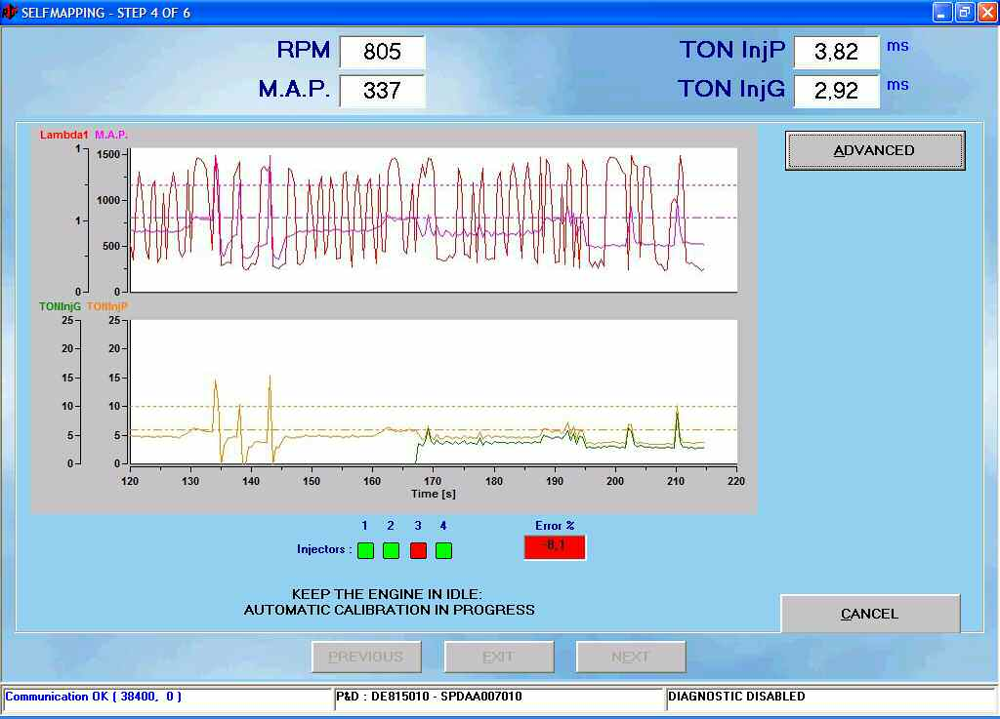 SELFMAPPING - STEP 4 OF 6
RPM 805 TON InjP 3,82 ms
M.A.P. 337 TON InjG 2,92 ms
ADVANCED
Lambda1 M.A.P.
1 1500
1000
1
500
0 0
TONInjG TONInjP
25 25
20 20
15 15
10 10
5 5
0 0
120 130 140 150 160 170 180 190 200 210 220
Time [s]
1 2 3 4 Error %
Injectors : -8,1
KEEP THE ENGINE IN IDLE:
AUTOMATIC CALIBRATION IN PROGRESS
CANCEL
PREVIOUS EXIT NEXT
Communication OK ( 38400, 0 ) P&D : DE815010 - SPDAA007010 DIAGNOSTIC DISABLED